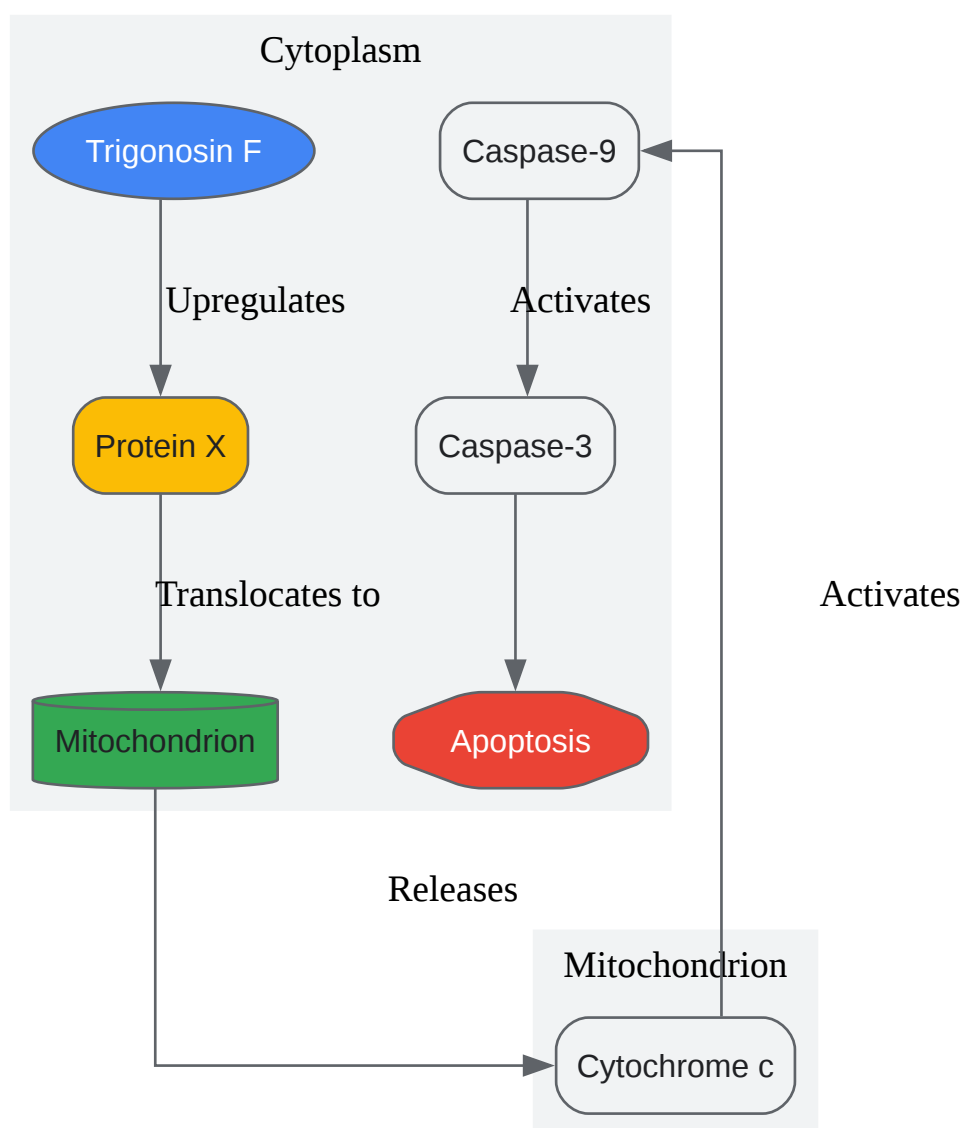 Cytoplasm
Trigonosin F
Caspase-9
Upregulates
Activates
Protein X
Caspase-3
Translocates to
Activates
Mitochondrion
Apoptosis
Releases
Mitochondrion
Cytochrome c